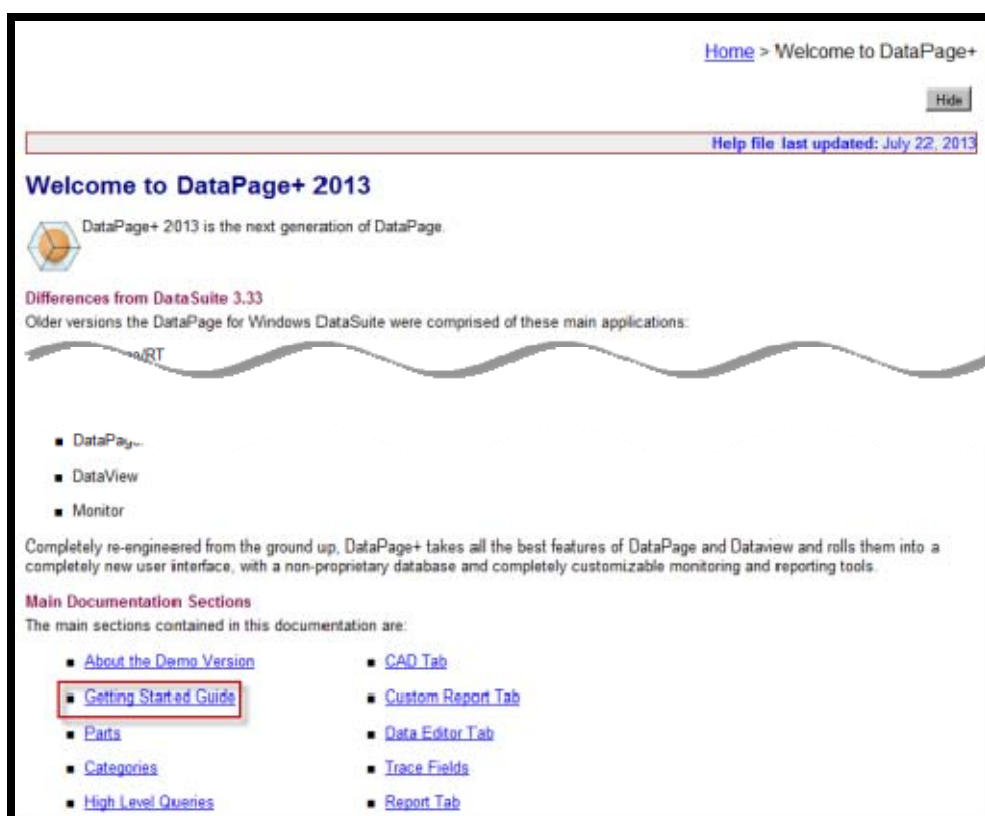 Home > Welcome to DataPage+
Hide
Help file last updated: July 22, 2013
Welcome to DataPage+ 2013
DataPage+ 2013 is the next generation of DataPage.
Differences from DataSuite 3.33
Older versions the DataPage for Windows DataSuite were comprised of these main applications:
DataView
Monitor
Completely re-engineered from the ground up, DataPage+ takes all the best features of DataPage and Dataview and rolls them into a
completely new user interface, with a non-proprietary database and completely customizable monitoring and reporting tools.
Main Documentation Sections
The main sections contained in this documentation are:
About the Demo Version
CAD Tab
Getting Started Guide
Custom Report Tab
Parts
Data Editor Tab
Categories
Trace Fields
High Level Queries
Report Tab